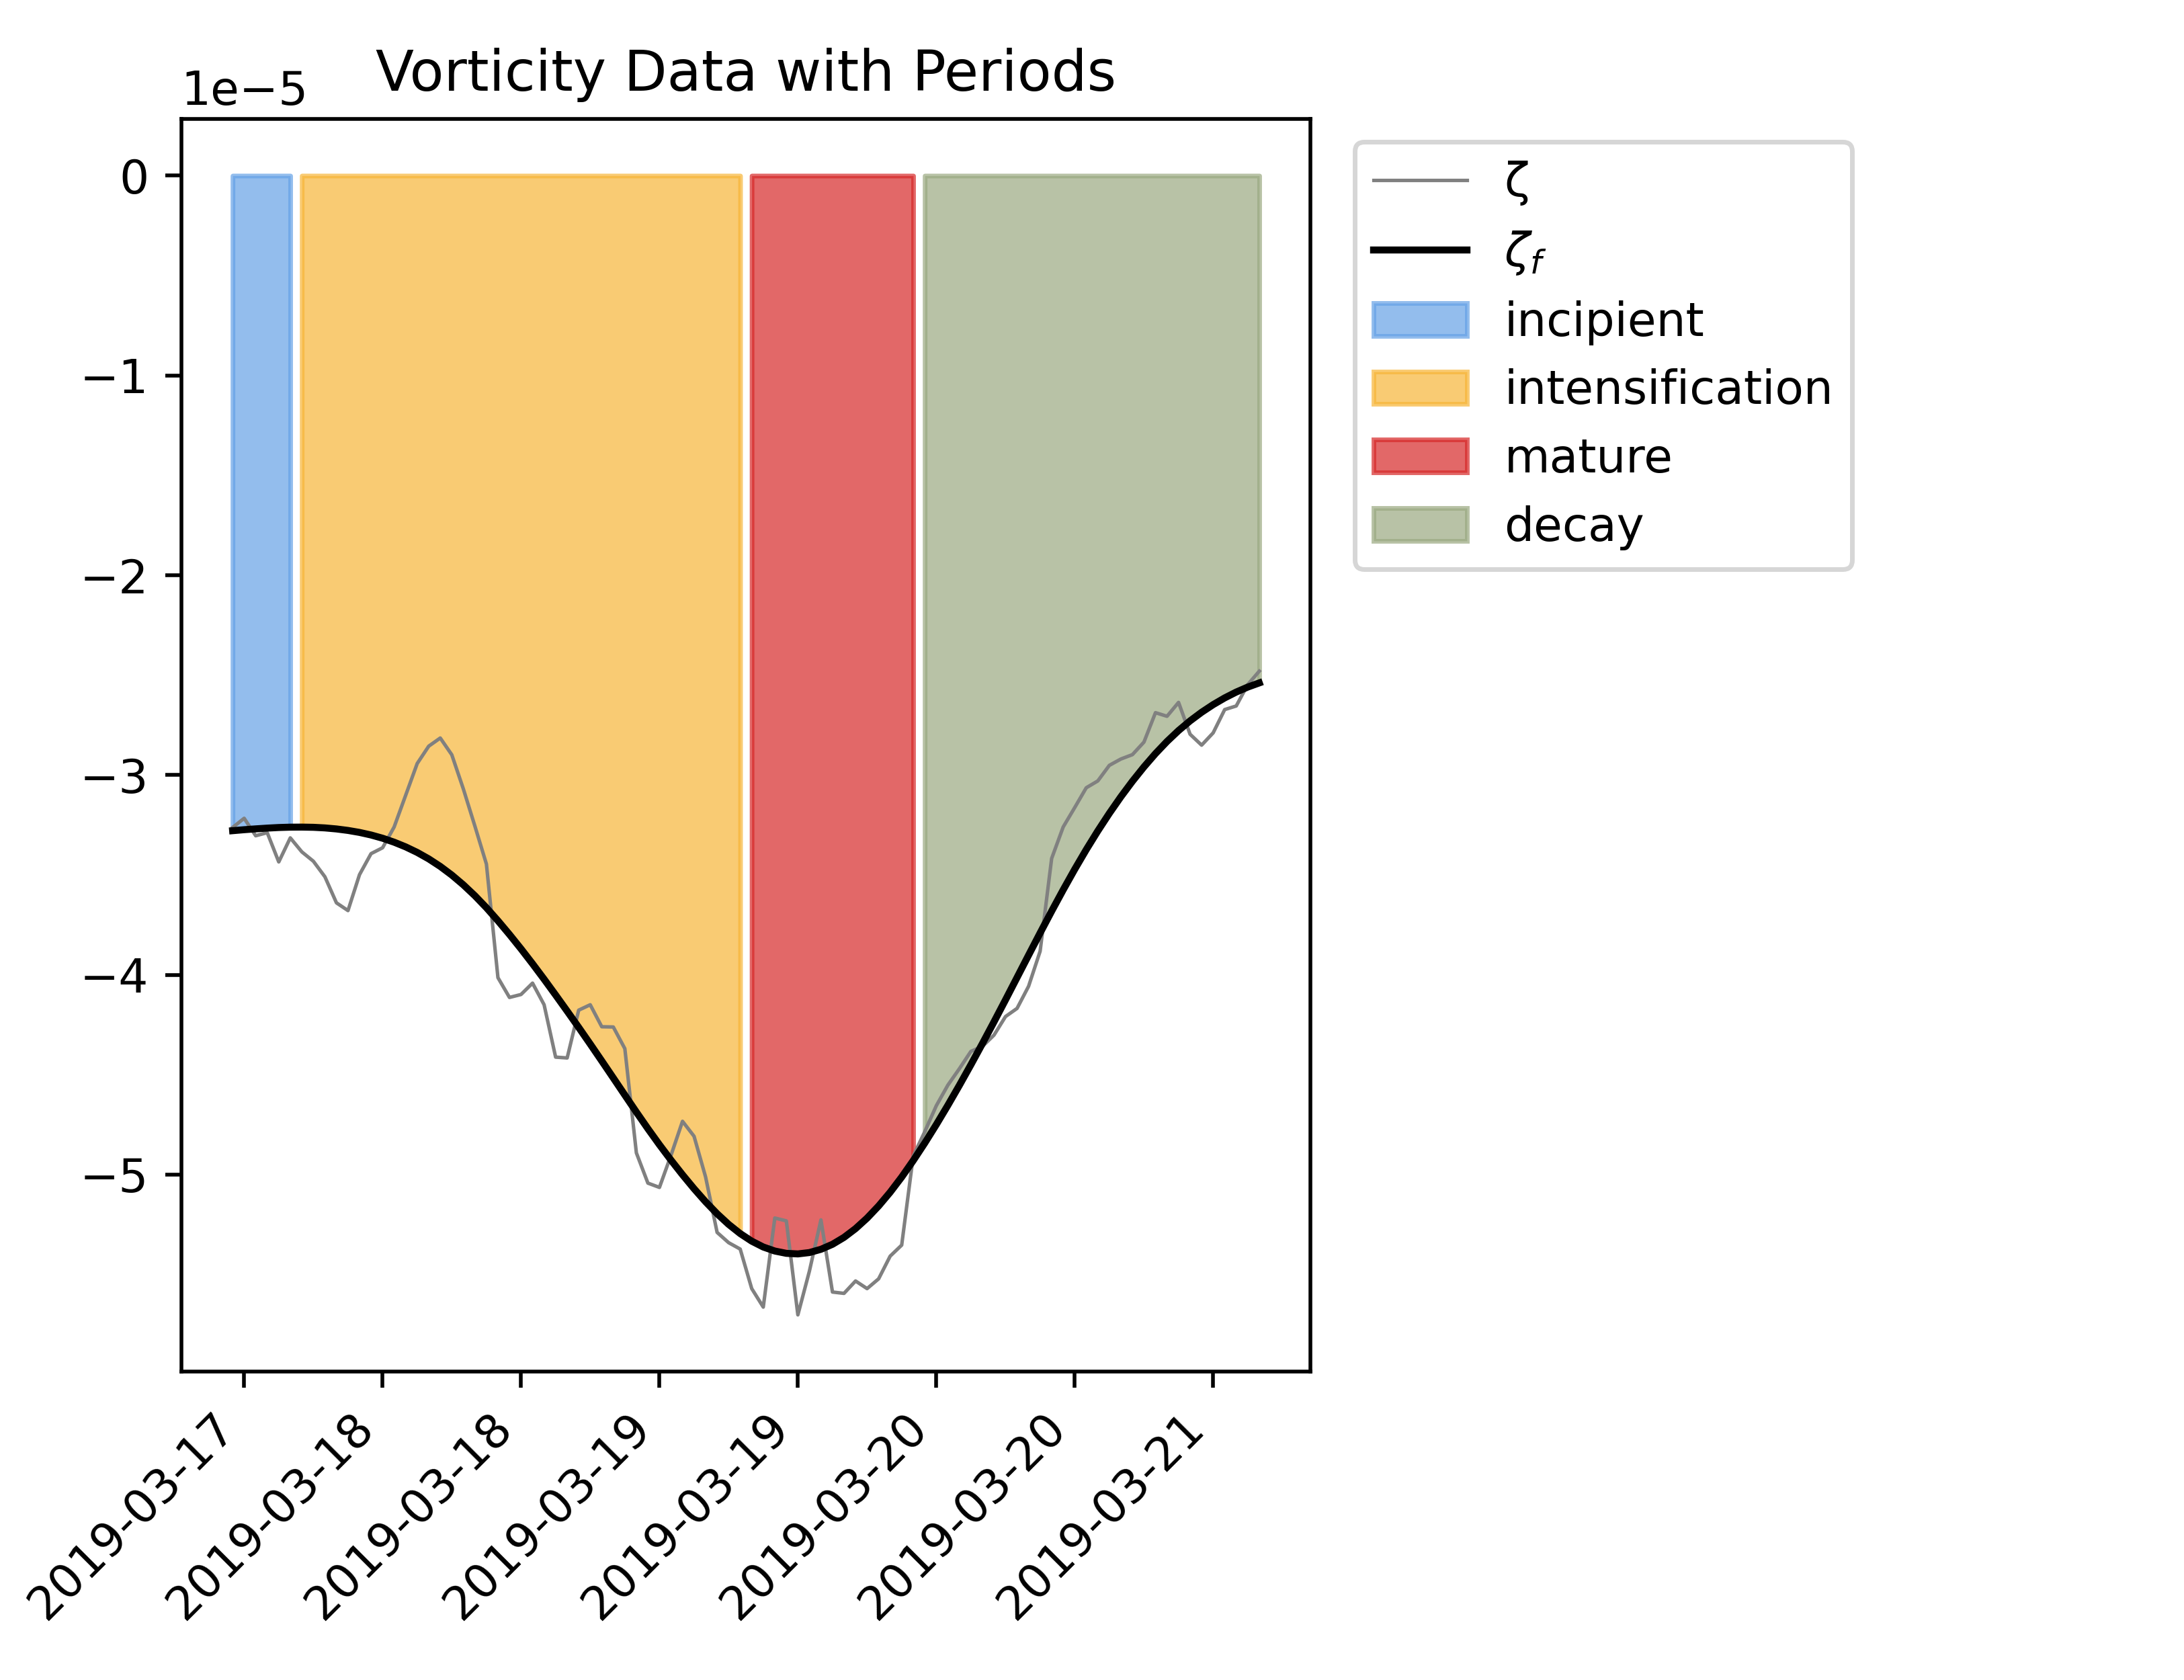 Vorticity Data with Periods
1e−5
0
−1
−2
−3
−4
−5
2019-03-17
2019-03-18
2019-03-18
2019-03-19
2019-03-19
2019-03-20
2019-03-20
2019-03-21
ζ
ζf
incipient
intensification
mature
decay